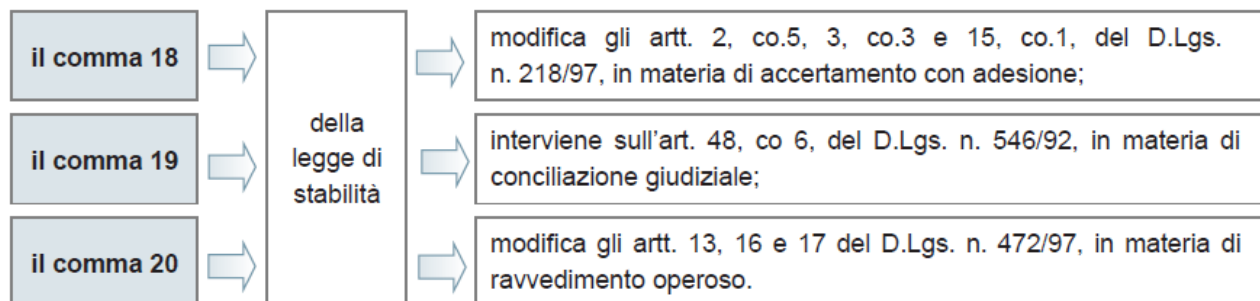 il comma 18
modifica gli artt. 2, co.5, 3, co.3 e 15, co.1, del D.Lgs.
n. 218/97, in materia di accertamento con adesione;
il comma 19
della
legge di
stabilità
interviene sull'art. 48, co 6, del D.Lgs. n. 546/92, in materia di
conciliazione giudiziale;
il comma 20
modifica gli artt. 13, 16 e 17 del D.Lgs. n. 472/97, in materia di
ravvedimento operoso.